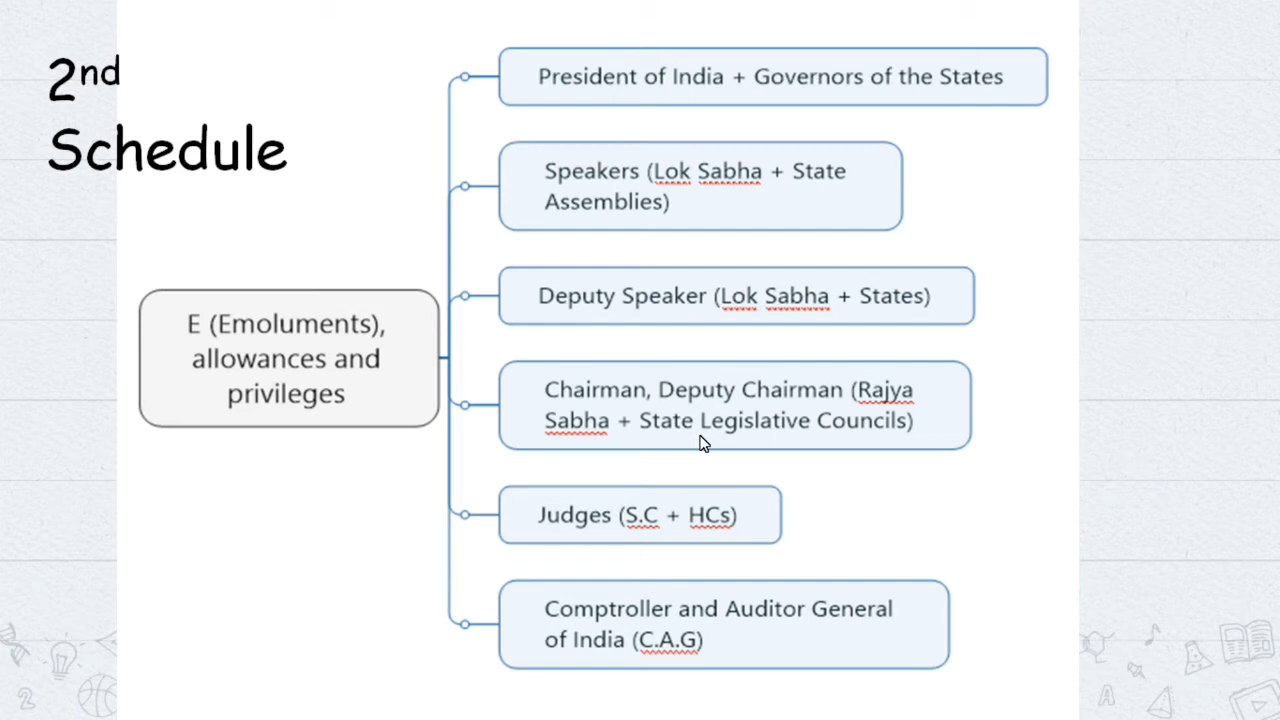 2nd
Schedule
E (Emoluments),
allowances and
privileges
President of India + Governors of the States
Speakers (Lok Sabha + State
Assemblies)
Deputy Speaker (Lok Sabha + States)
Chairman, Deputy Chairman (Rajya
Sabha + State Legislative Councils)
Judges (S.C + HCs)
Comptroller and Auditor General
of India (C.A.G)